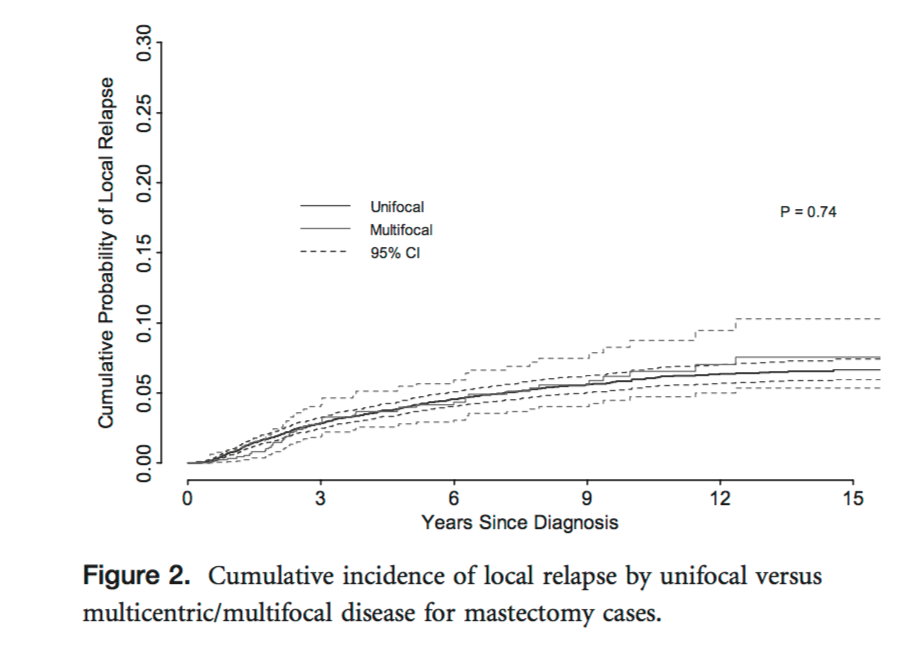 0.30
0.25
0.20
0.15
0.10
0.05
0.00
Cumulative Probability of Local Relapse
Unifocal
Multifocal
95% CI
P = 0.74
0 3 6 9 12 15
Years Since Diagnosis
Figure 2. Cumulative incidence of local relapse by unifocal versus
multicentric/multifocal disease for mastectomy cases.